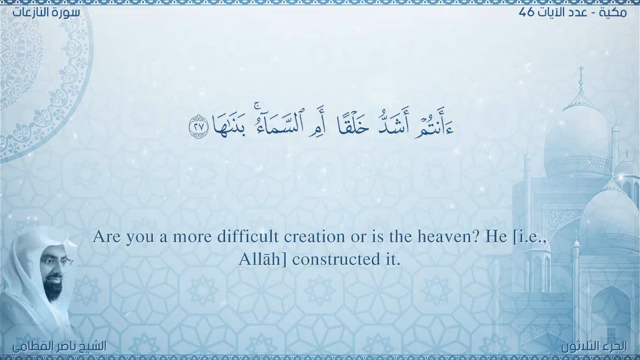 مكية - عدد الآيات 46
سورة النازعات
ءَأَنتُمْ أَشَدُّ خَلْقًا أَمِ ٱلسَّمَآءُ ۚ بَنَىٰهَا ٢٧
Are you a more difficult creation or is the heaven? He [i.e.,
Allāh] constructed it.
الجزء الثلاثون
الشيخ ناصر القطامي